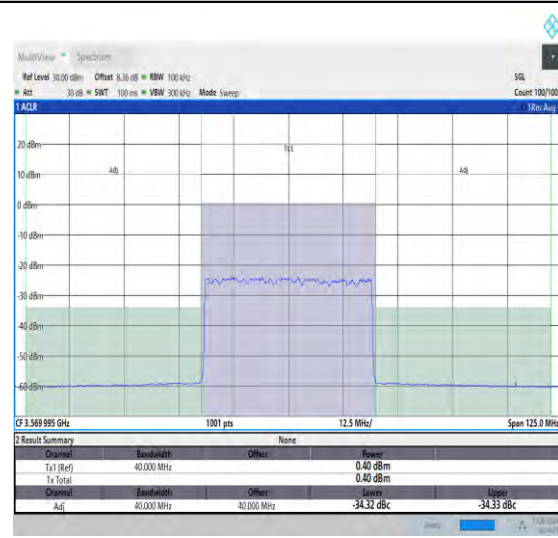 MultiView Spectrum
Ref Level 30.00 dBm Offset 8.36 dB RBW 100 kHz SGL
Att 30 dB SWT 100 ms VBW 300 kHz Mode Sweep Count 100/100
1 ACLR 1Rm Avg
20 dBm
Tx1
10 dBm
Adj Adj
0 dBm
-10 dBm
-20 dBm
-30 dBm
-40 dBm
-50 dBm
-60 dBm
CF 3.569 995 GHz 1001 pts 12.5 MHz/ Span 125.0 MHz
2 Result Summary None
Channel Bandwidth Offset Power
Tx1 (Ref) 40.000 MHz 0.40 dBm
Tx Total 0.40 dBm
Channel Bandwidth Offset Lower Upper
Adj 40.000 MHz 40.000 MHz -34.32 dBc -34.33 dBc
Ready